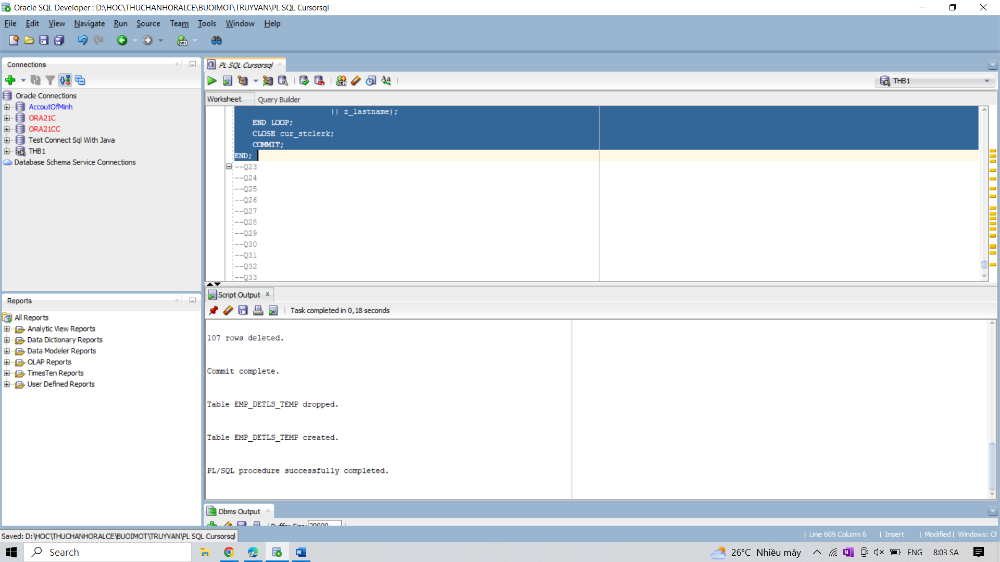 Oracle SQL Developer : D:\HOC\THUCHANHORALCE\BUOIMOT\TRUYVAN\PL SQL Cursorsql
File Edit View Navigate Run Source Team Tools Window Help
Connections
Oracle Connections
AccoutOfMinh
ORA21C
ORA21CC
Test Connect Sql With Java
THB1
Database Schema Service Connections
Reports
All Reports
Analytic View Reports
Data Dictionary Reports
Data Modeler Reports
OLAP Reports
TimesTen Reports
User Defined Reports
PL SQL Cursorsql
THB1
Worksheet Query Builder
|| z_lastname);
END LOOP;
CLOSE cur_stclerk;
COMMIT;
END;
--Q23
--Q24
--Q25
--Q26
--Q27
--Q28
--Q29
--Q30
--Q31
--Q32
--Q33
Script Output
Task completed in 0,18 seconds
107 rows deleted.
Commit complete.
Table EMP_DETLS_TEMP dropped.
Table EMP_DETLS_TEMP created.
PL/SQL procedure successfully completed.
Dbms Output
Buffer Size: 20000
Saved: D:\HOC\THUCHANHORALCE\BUOIMOT\TRUYVAN\PL SQL Cursorsql
| Line 609 Column 6 | Insert | Modified | Windows: CF
Search
26°C Nhiều mây
ENG
8:03 SA